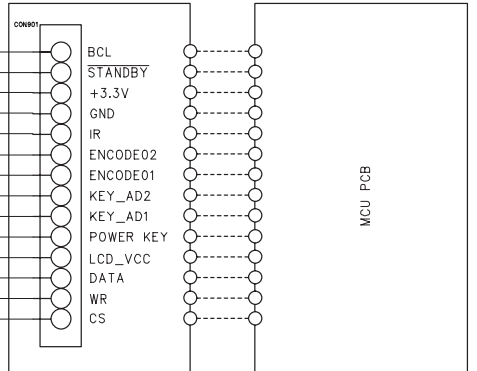 CON901
BCL
STANDBY
+3.3V
GND
IR
ENCODE02
ENCODE01
KEY_AD2
KEY_AD1
POWER KEY
LCD_VCC
DATA
WR
CS
MCU PCB